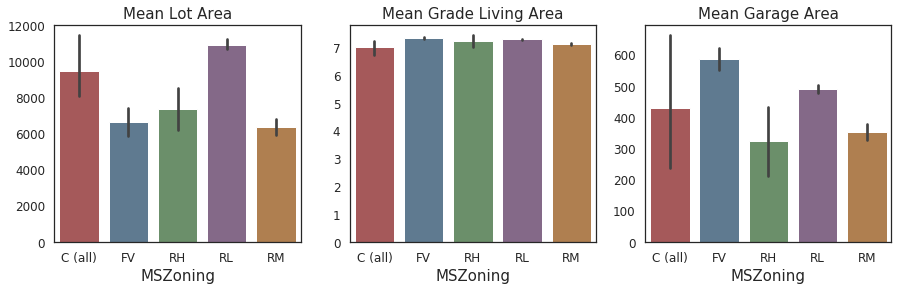 Mean Lot Area
12000
10000
8000
6000
4000
2000
0
C (all) FV RH RL RM
MSZoning
Mean Grade Living Area
7
6
5
4
3
2
1
0
C (all) FV RH RL RM
MSZoning
Mean Garage Area
600
500
400
300
200
100
0
C (all) FV RH RL RM
MSZoning